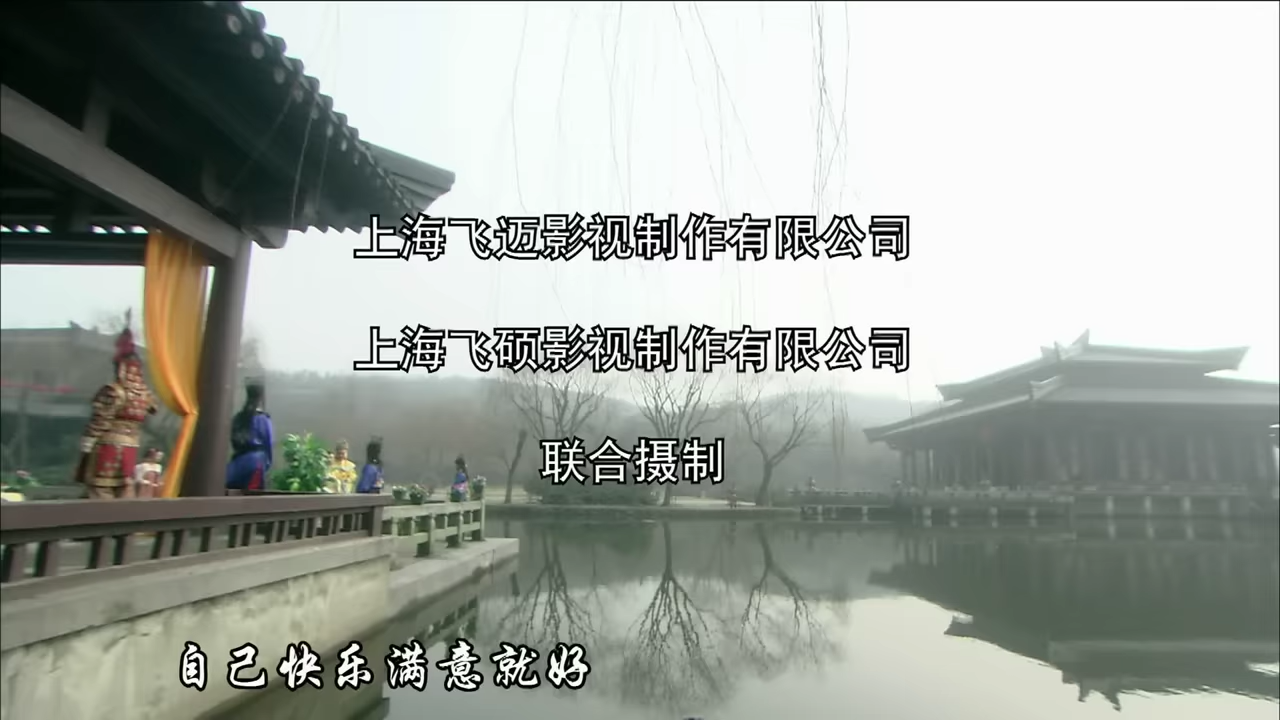 上海飞迈影视制作有限公司
上海飞硕影视制作有限公司
联合摄制
自己快乐满意就好